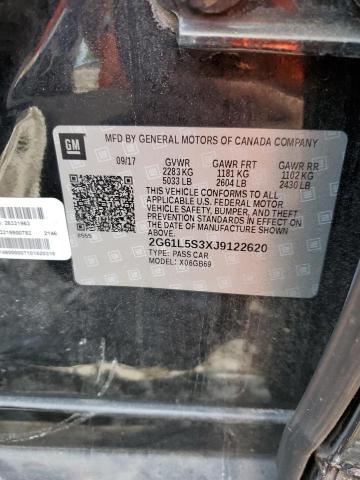 GM
MFD BY GENERAL MOTORS OF CANADA COMPANY
09/17 GVWR GAWR FRT GAWR RR
2283 KG 1181 KG 1102 KG
5033 LB 2604 LB 2430 LB
THIS VEHICLE CONFORMS TO ALL APPLICABLE
U.S. FEDERAL MOTOR VEHICLE
SAFETY, BUMPER, AND THEFT PREVENTION
STANDARDS IN EFFECT ON THE DATE OF
MANUFACTURE SHOWN ABOVE.
2G61L5S3XJ9122620
TYPE: PASS CAR
MODEL: X06GB69